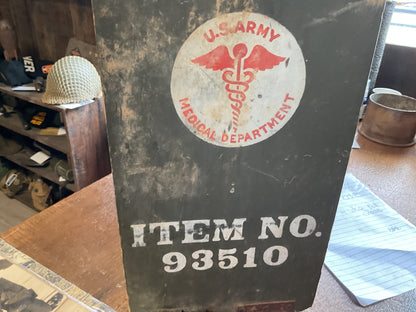 U.S. ARMY
MEDICAL DEPARTMENT
ITEM NO.
93510